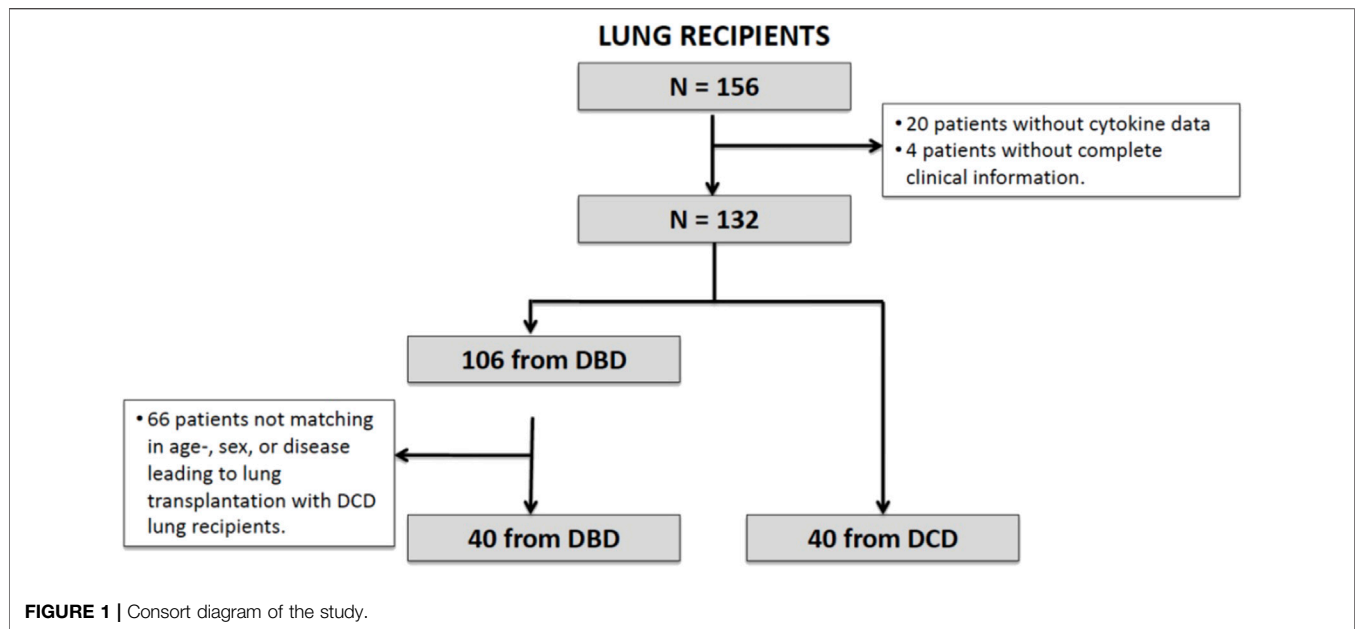 LUNG RECIPIENTS
N = 156
• 20 patients without cytokine data
• 4 patients without complete
clinical information.
N = 132
106 from DBD
• 66 patients not matching
in age-, sex, or disease
leading to lung
transplantation with DCD
lung recipients.
40 from DBD
40 from DCD
FIGURE 1 | Consort diagram of the study.